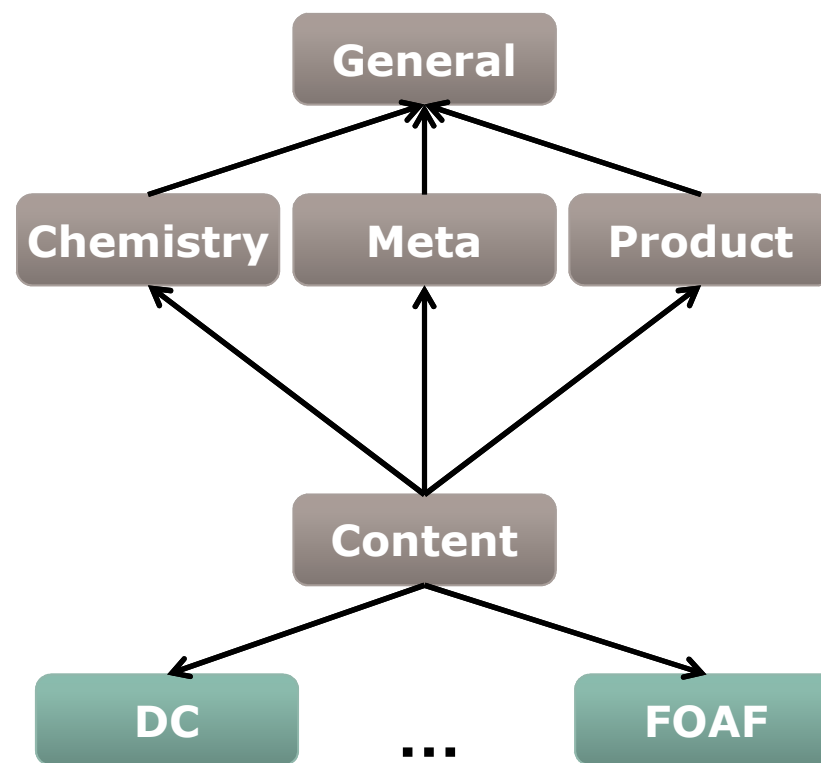 General
Chemistry
Meta
Product
Content
DC
...
FOAF